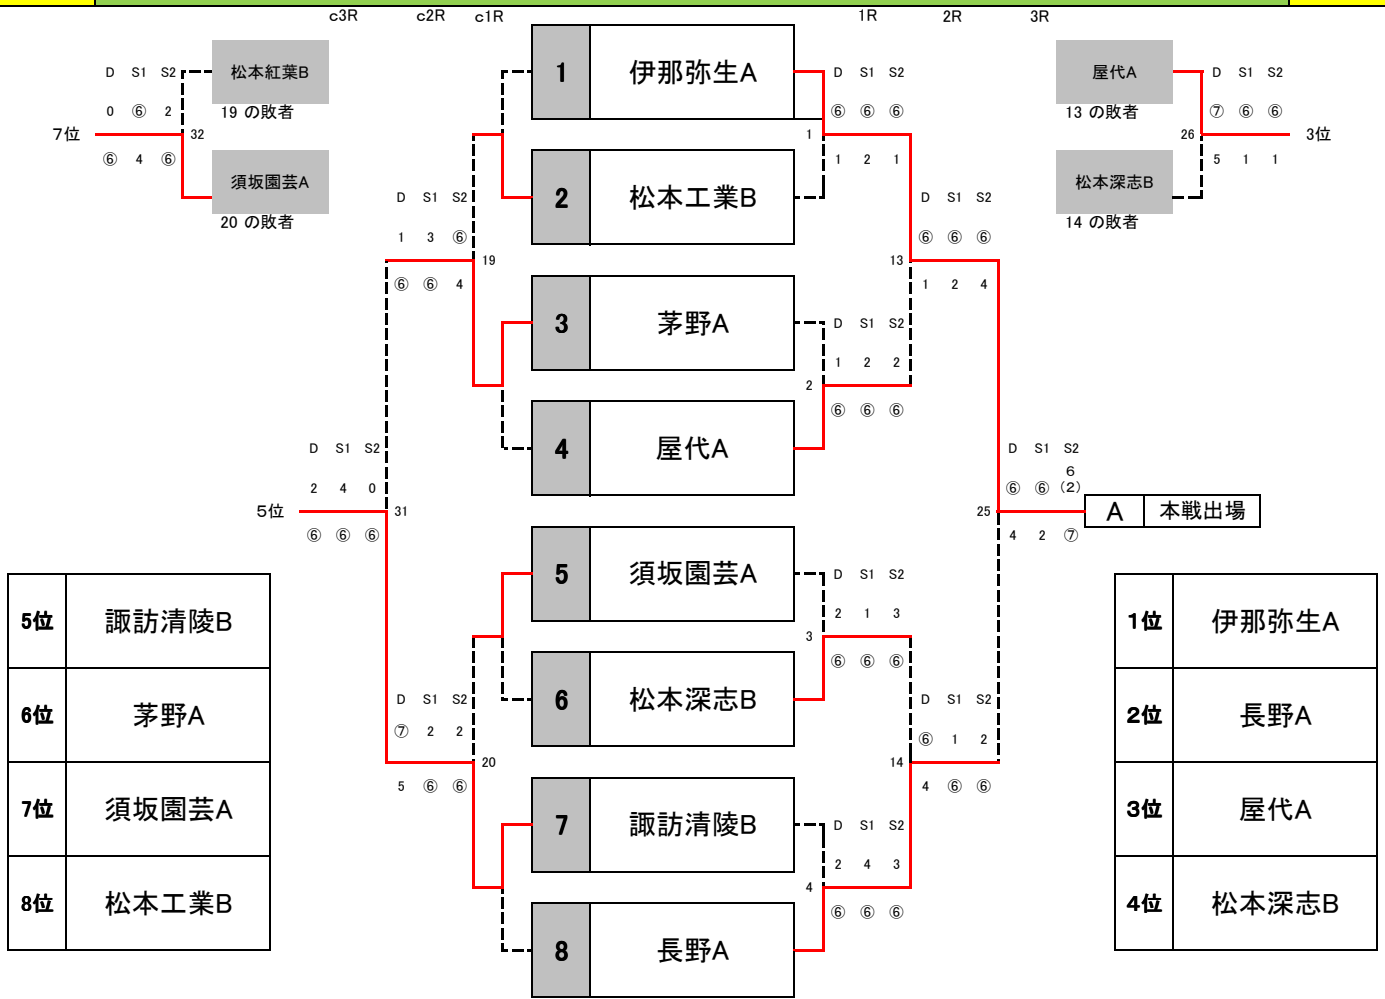 c3R c2R c1R 1R 2R 3R
D S1 S2 松本紅葉B
0 ⑥ 2 19 の敗者
7位 32
⑥ 4 ⑥ 須坂園芸A
20 の敗者
1 伊那弥生A D S1 S2
⑥ ⑥ ⑥
1
1 2 1
2 松本工業B
屋代A D S1 S2
13 の敗者 ⑦ ⑥ ⑥
26 3位
松本深志B 5 1 1
14 の敗者
D S1 S2
1 3 ⑥
19
⑥ ⑥ 4
D S1 S2
⑥ ⑥ ⑥
13
1 2 4
3 茅野A D S1 S2
1 2 2
2
⑥ ⑥ ⑥
4 屋代A
D S1 S2
2 4 0
5位 31
⑥ ⑥ ⑥
D S1 S2
6
⑥ ⑥ (2)
25 A 本戦出場
4 2 ⑦
5 須坂園芸A D S1 S2
2 1 3
3
⑥ ⑥ ⑥
6 松本深志B
D S1 S2
⑦ 2 2
20
5 ⑥ ⑥
D S1 S2
⑥ 1 2
14
4 ⑥ ⑥
7 諏訪清陵B D S1 S2
2 4 3
4
⑥ ⑥ ⑥
8 長野A
5位 諏訪清陵B
6位 茅野A
7位 須坂園芸A
8位 松本工業B
1位 伊那弥生A
2位 長野A
3位 屋代A
4位 松本深志B